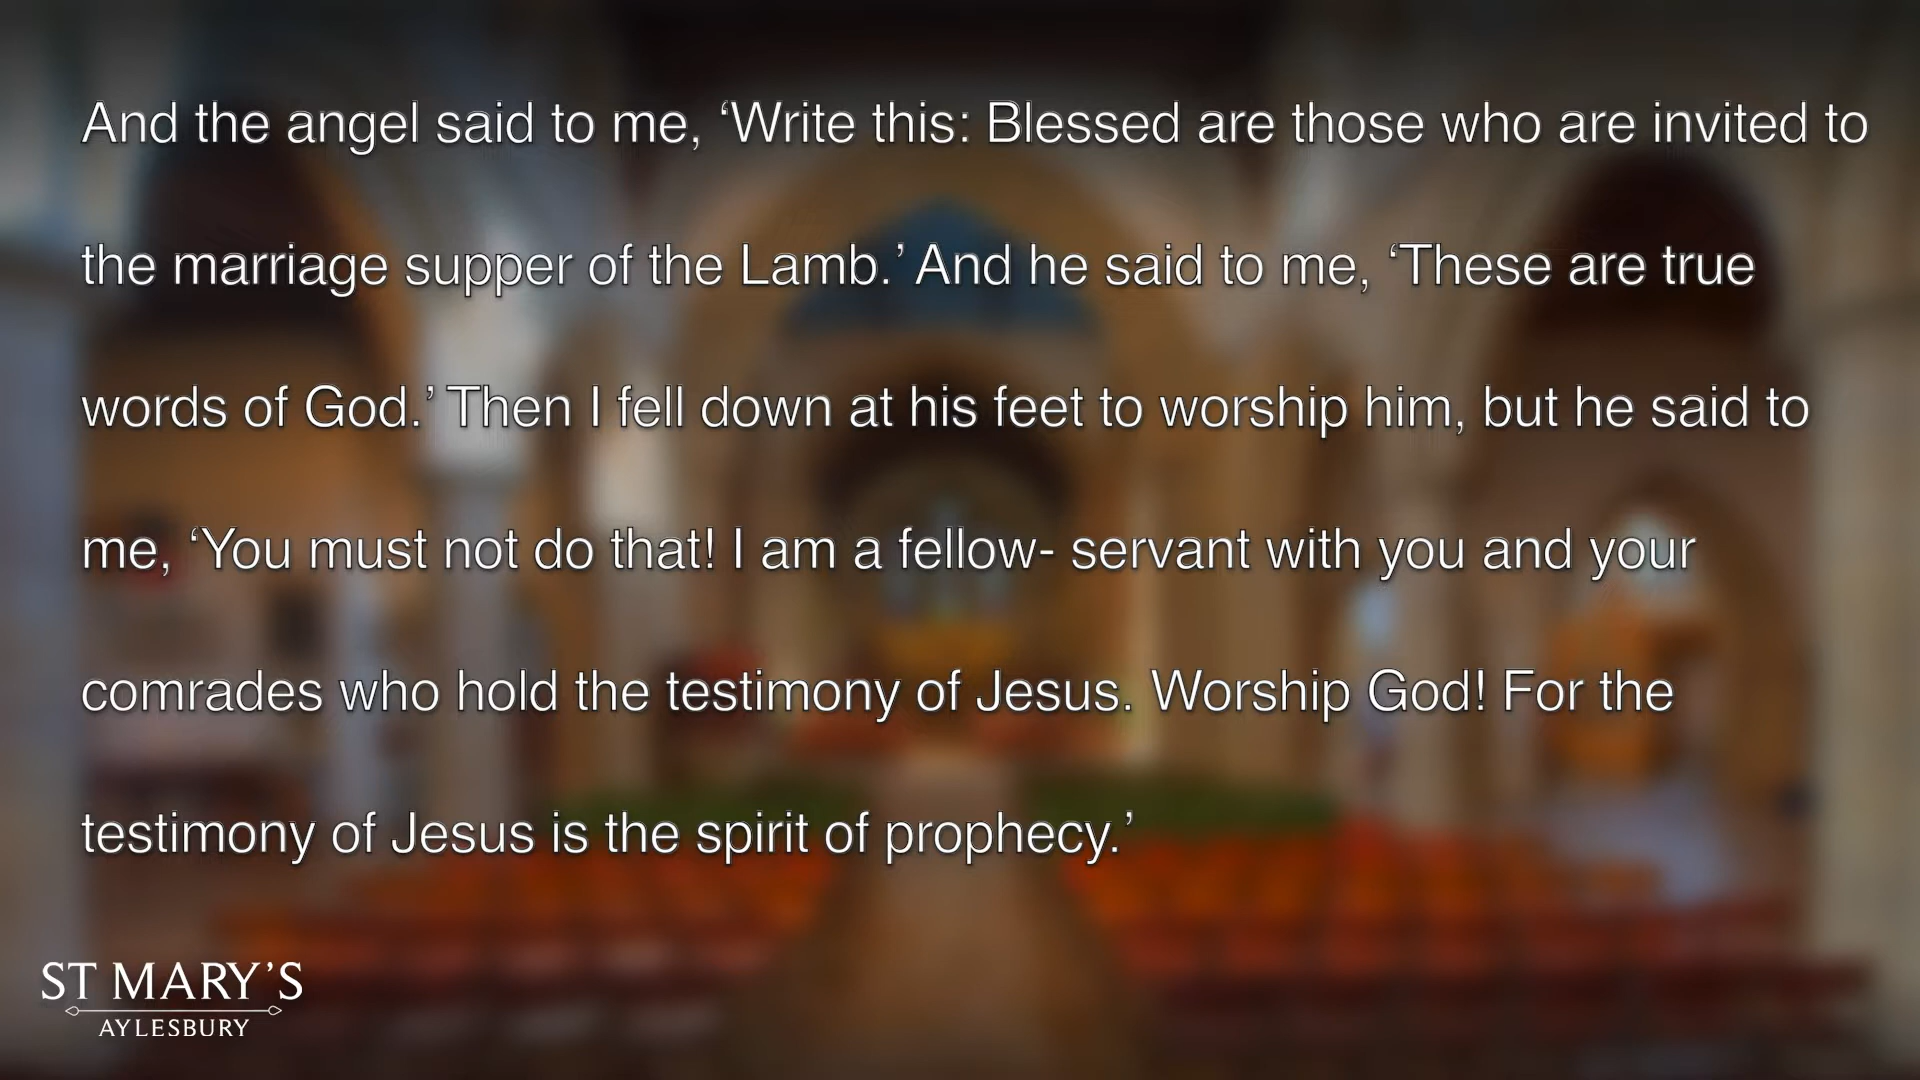 And the angel said to me, ‘Write this: Blessed are those who are invited to
the marriage supper of the Lamb.’ And he said to me, ‘These are true
words of God.’ Then I fell down at his feet to worship him, but he said to
me, ‘You must not do that! I am a fellow- servant with you and your
comrades who hold the testimony of Jesus. Worship God! For the
testimony of Jesus is the spirit of prophecy.’
ST MARY’S
AYLESBURY